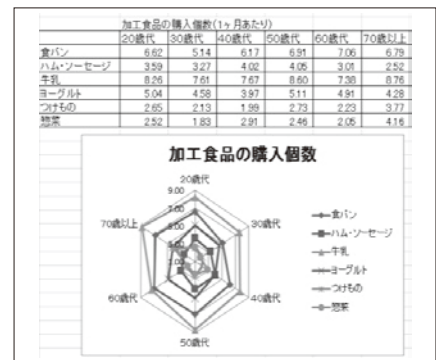 加工食品の購入個数(1ヶ月あたり)
20歳代 30歳代 40歳代 50歳代 60歳代 70歳以上
食パン 6.62 5.14 6.17 6.91 7.06 6.79
ハム・ソーセージ 3.59 3.27 4.02 4.05 3.01 2.52
牛乳 8.26 7.61 7.67 8.60 7.38 8.76
ヨーグルト 5.04 4.58 3.97 5.11 4.91 4.28
つけもの 2.65 2.13 1.99 2.73 2.23 3.77
惣菜 2.52 1.83 2.91 2.46 2.05 4.16
加工食品の購入個数
20歳代
9.00
70歳以上
30歳代
食パン
ハム・ソーセージ
牛乳
ヨーグルト
つけもの
惣菜
60歳代
40歳代
50歳代